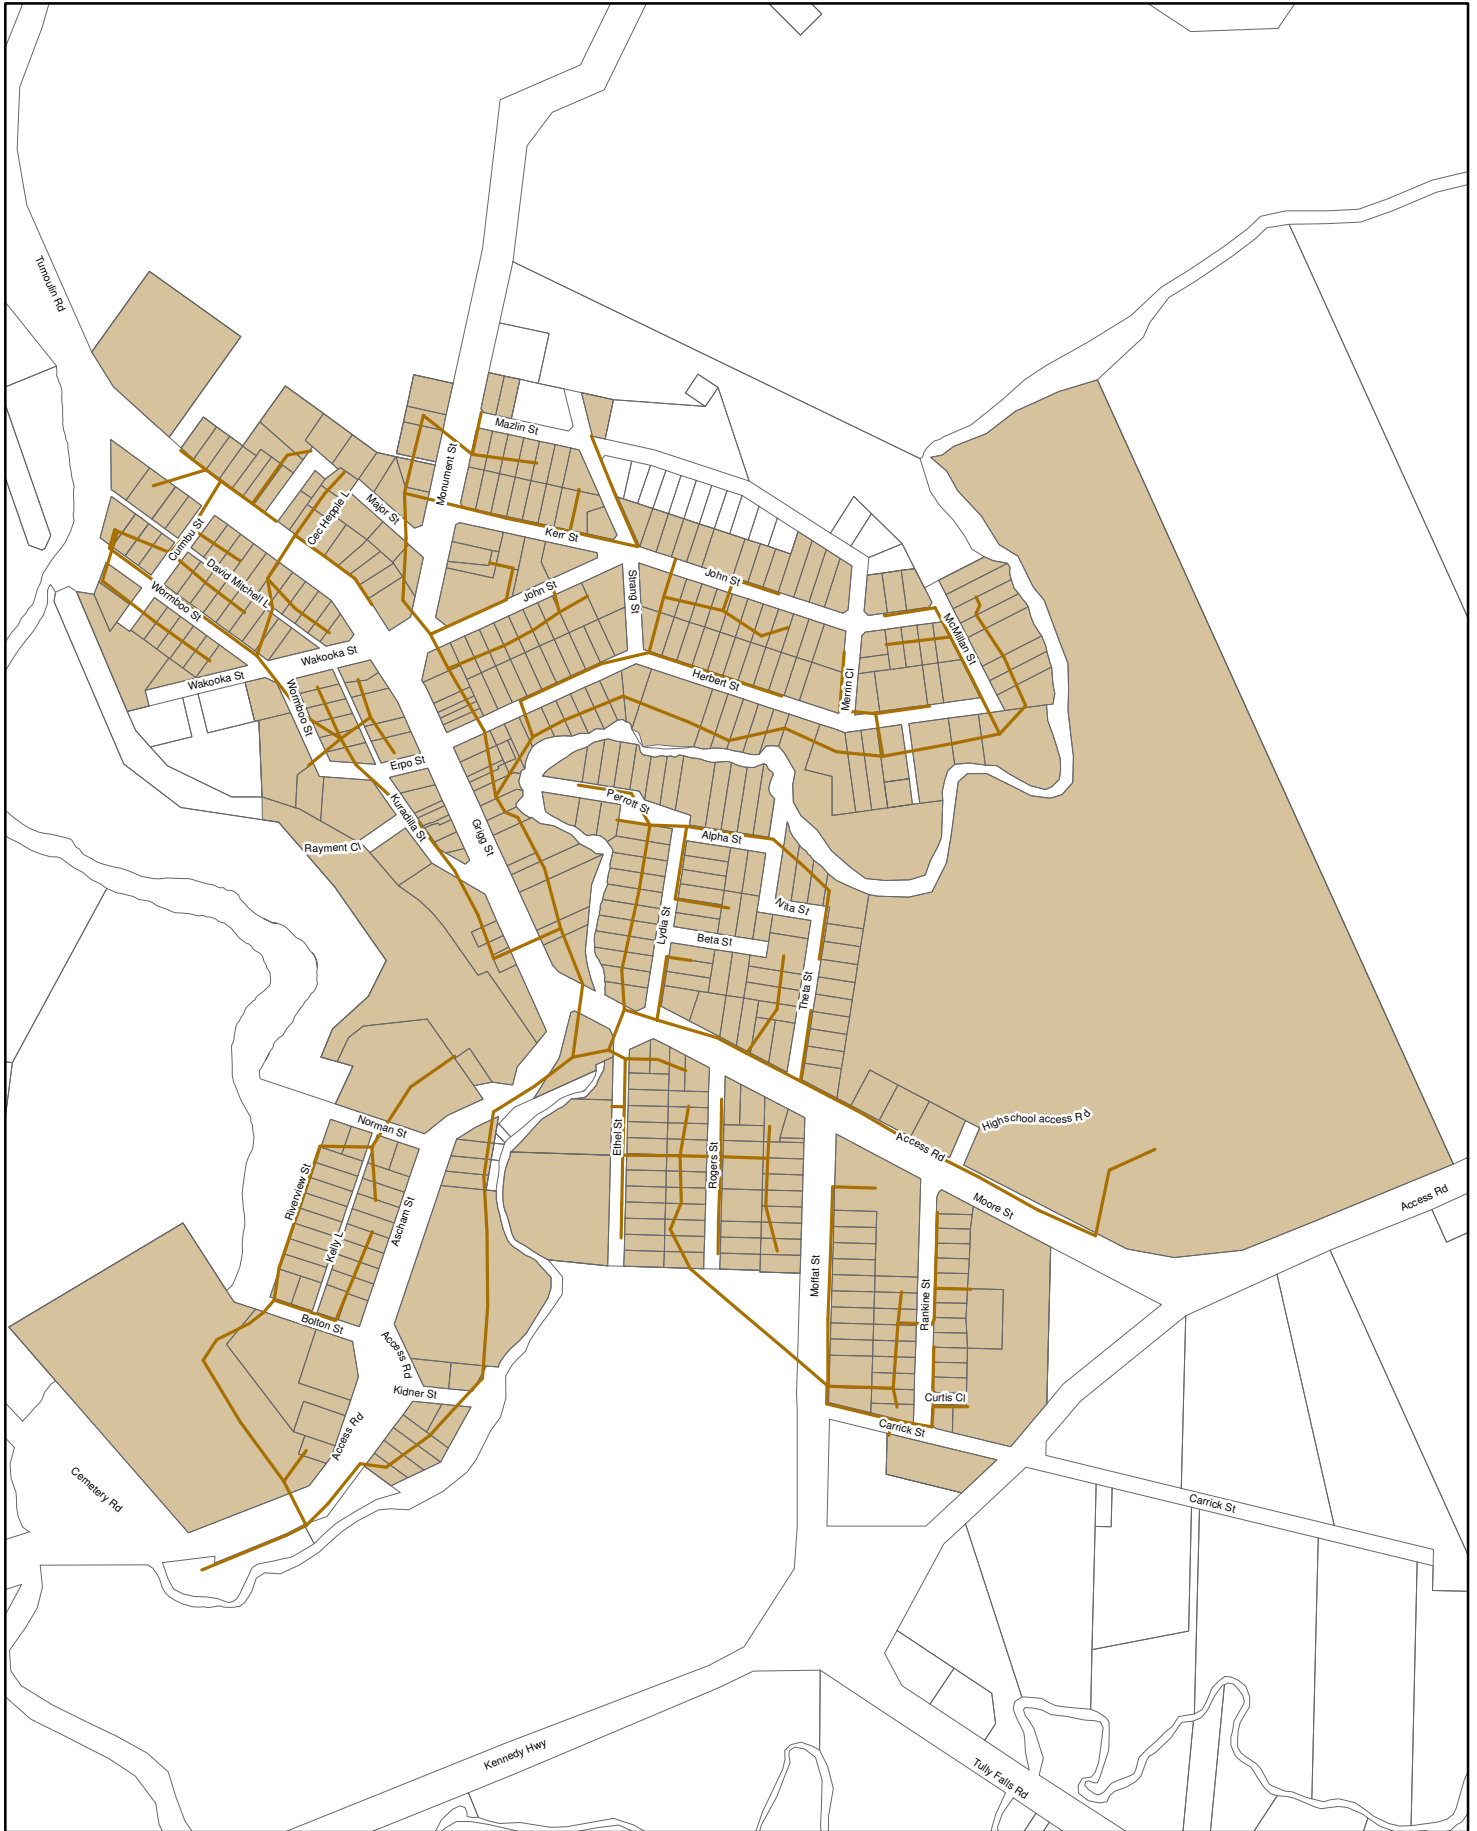 Tumoulin Rd
Mazlin St
Monument St
Cec Hepple L
Major St
Kerr St
Curmbu St
David Mitchell L
Wormboo St
John St
John St
Strang St
McMillan St
Wakooka St
Wakooka St
Wormboo St
Herbert St
Merrin Cl
Erpo St
Kuradilla St
Perrott St
Grigg St
Alpha St
Rayment Cl
Vita St
Lydia St
Beta St
Theta St
Norman St
Ethel St
Rogers St
Highschool access Rd
Access Rd
Riverview St
Kelly L
Ascham St
Moore St
Access Rd
Moffat St
Rankine St
Bolton St
Access Rd
Kidner St
Curtis Cl
Carrick St
Access Rd
Cemetery Rd
Carrick St
Kennedy Hwy
Tully Falls Rd